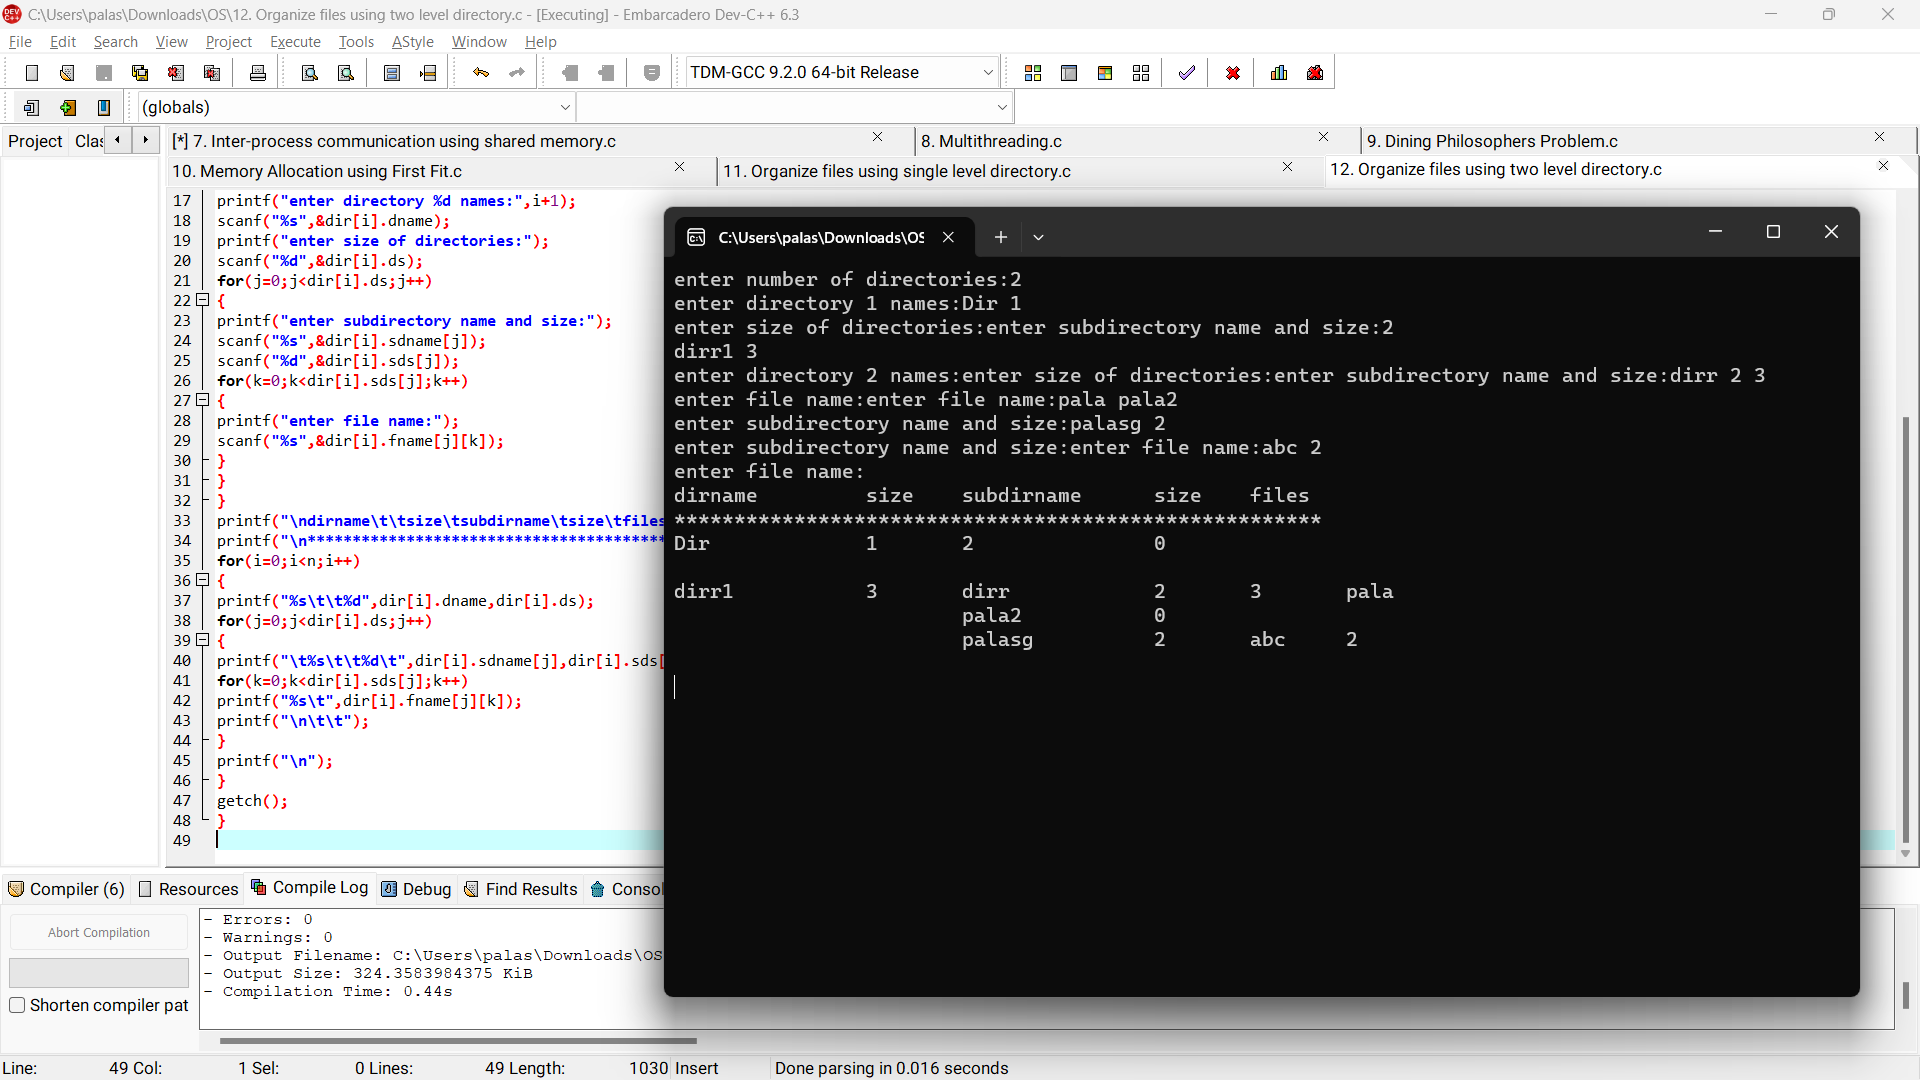 C:\Users\palas\Downloads\OS\12. Organize files using two level directory.c - [Executing] - Embarcadero Dev-C++ 6.3
File Edit Search View Project Execute Tools AStyle Window Help
TDM-GCC 9.2.0 64-bit Release
(globals)
Project Clas
[*] 7. Inter-process communication using shared memory.c
8. Multithreading.c
9. Dining Philosophers Problem.c
10. Memory Allocation using First Fit.c
11. Organize files using single level directory.c
12. Organize files using two level directory.c
17 printf("enter directory %d names:",i+1);
18 scanf("%s",&dir[i].dname);
19 printf("enter size of directories:");
20 scanf("%d",&dir[i].ds);
21 for(j=0;j<dir[i].ds;j++)
22 {
23 printf("enter subdirectory name and size:");
24 scanf("%s",&dir[i].sdname[j]);
25 scanf("%d",&dir[i].sds[j]);
26 for(k=0;k<dir[i].sds[j];k++)
27 {
28 printf("enter file name:");
29 scanf("%s",&dir[i].fname[j][k]);
30 }
31 }
32 }
33 printf("\ndirname\t\tsize\tsubdirname\tsize\tfiles
34 printf("\n***************************************
35 for(i=0;i<n;i++)
36 {
37 printf("%s\t\t%d",dir[i].dname,dir[i].ds);
38 for(j=0;j<dir[i].ds;j++)
39 {
40 printf("\t%s\t\t%d\t",dir[i].sdname[j],dir[i].sds[
41 for(k=0;k<dir[i].sds[j];k++)
42 printf("%s\t",dir[i].fname[j][k]);
43 printf("\n\t\t");
44 }
45 printf("\n");
46 }
47 getch();
48 }
49
C:\Users\palas\Downloads\OS
enter number of directories:2
enter directory 1 names:Dir 1
enter size of directories:enter subdirectory name and size:2
dirr1 3
enter directory 2 names:enter size of directories:enter subdirectory name and size:dirr 2 3
enter file name:enter file name:pala pala2
enter subdirectory name and size:palasg 2
enter subdirectory name and size:enter file name:abc 2
enter file name:
dirname size subdirname size files
******************************************************
Dir 1 2 0
dirr1 3 dirr 2 3 pala
pala2 0
palasg 2 abc 2
Compiler (6) Resources Compile Log Debug Find Results Consol
Abort Compilation
Shorten compiler pat
- Errors: 0
- Warnings: 0
- Output Filename: C:\Users\palas\Downloads\OS
- Output Size: 324.3583984375 KiB
- Compilation Time: 0.44s
Line: 49 Col: 1 Sel: 0 Lines: 49 Length: 1030 Insert Done parsing in 0.016 seconds